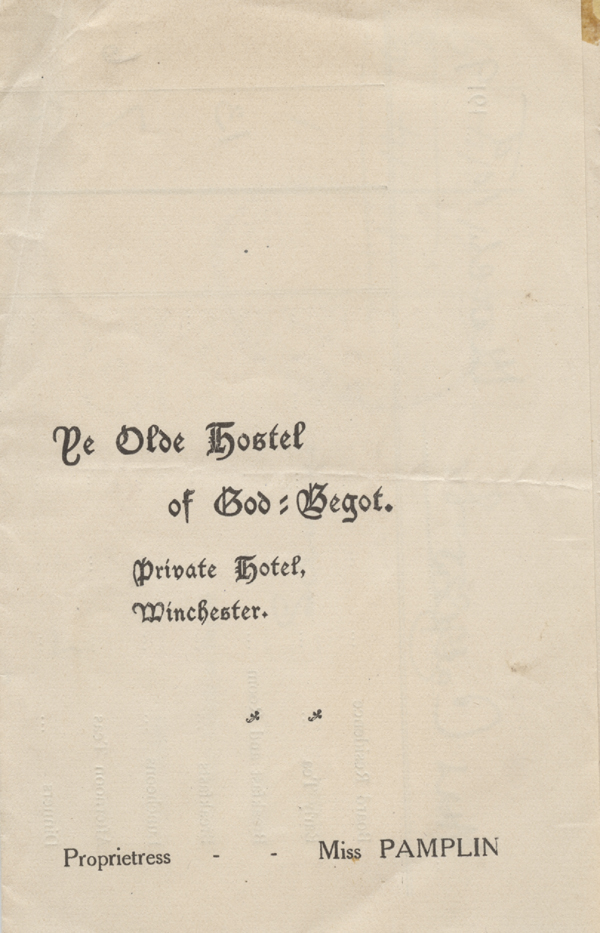 Ye Olde Hostel
of God=Begot.
Private Hotel,
Winchester.
Proprietress - - Miss PAMPLIN